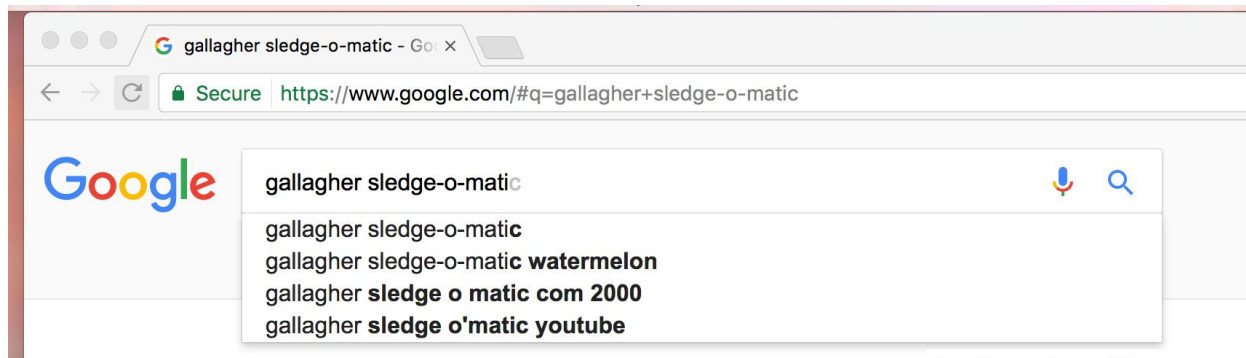 gallagher sledge-o-matic - Go
Secure https://www.google.com/#q=gallagher+sledge-o-matic
Google gallagher sledge-o-matic
gallagher sledge-o-matic
gallagher sledge-o-matic watermelon
gallagher sledge o matic com 2000
gallagher sledge o'matic youtube